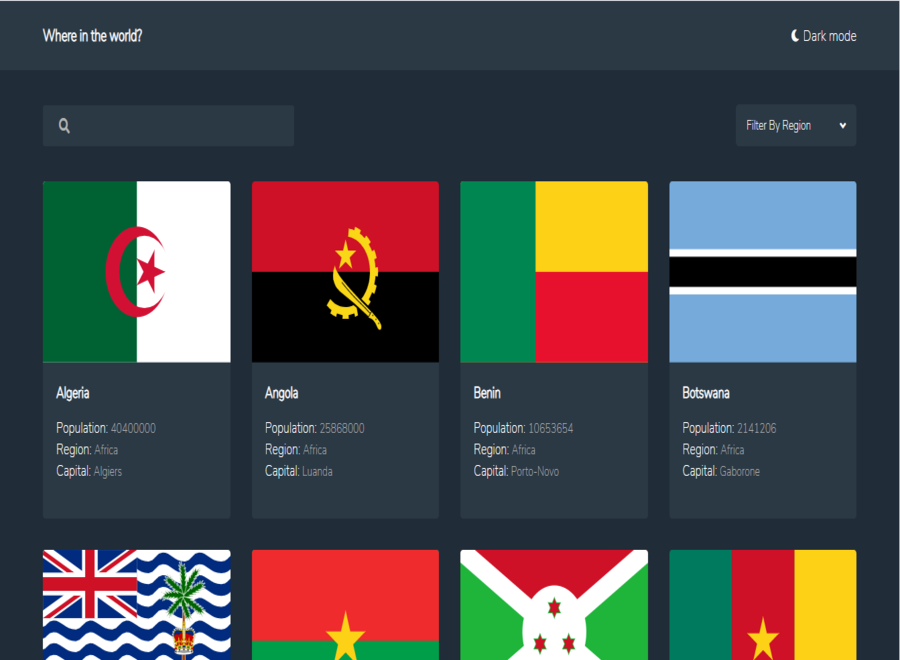 Where in the world?
Dark mode
Filter By Region
Algeria
Population: 40400000
Region: Africa
Capital: Algiers
Angola
Population: 25868000
Region: Africa
Capital: Luanda
Benin
Population: 10653654
Region: Africa
Capital: Porto-Novo
Botswana
Population: 2141206
Region: Africa
Capital: Gaborone